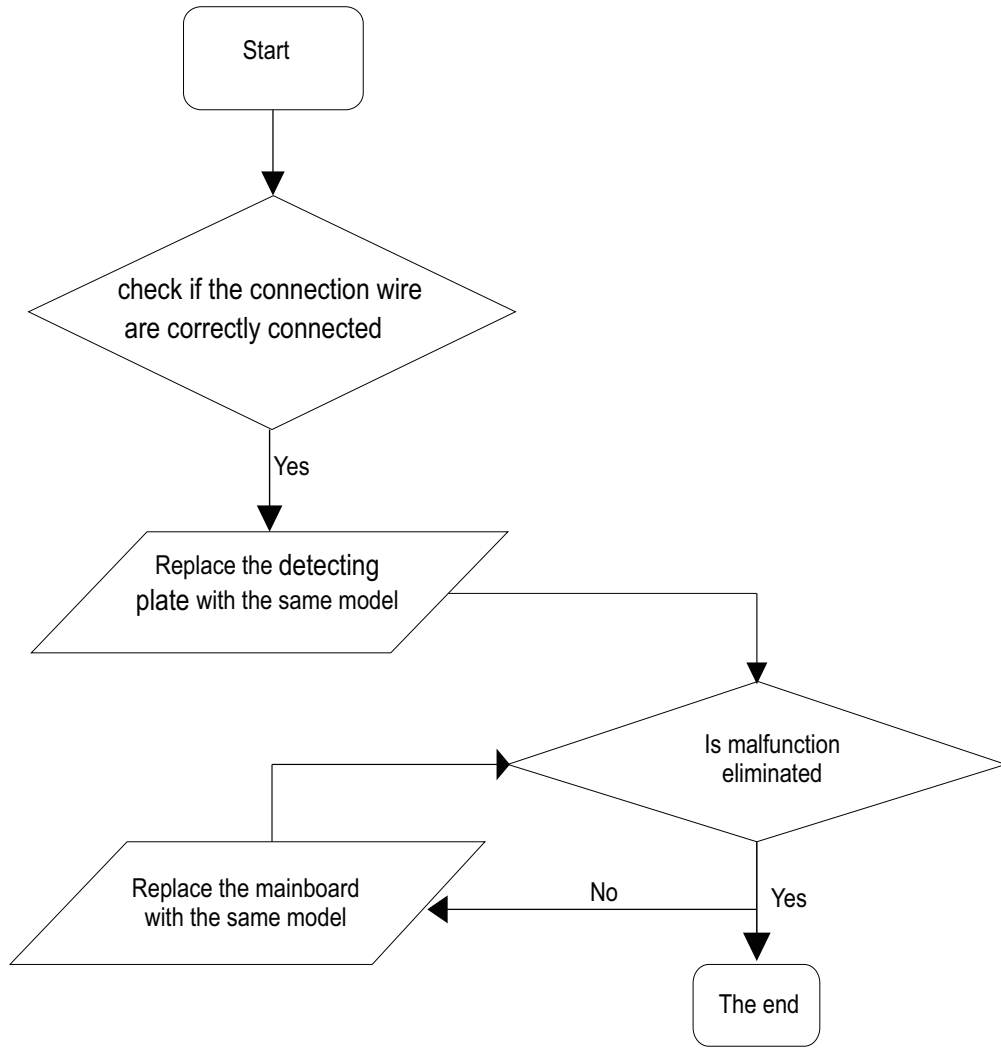 Start
check if the connection wire
are correctly connected
Yes
Replace the detecting
plate with the same model
Is malfunction
eliminated
Replace the mainboard
with the same model
No
Yes
The end